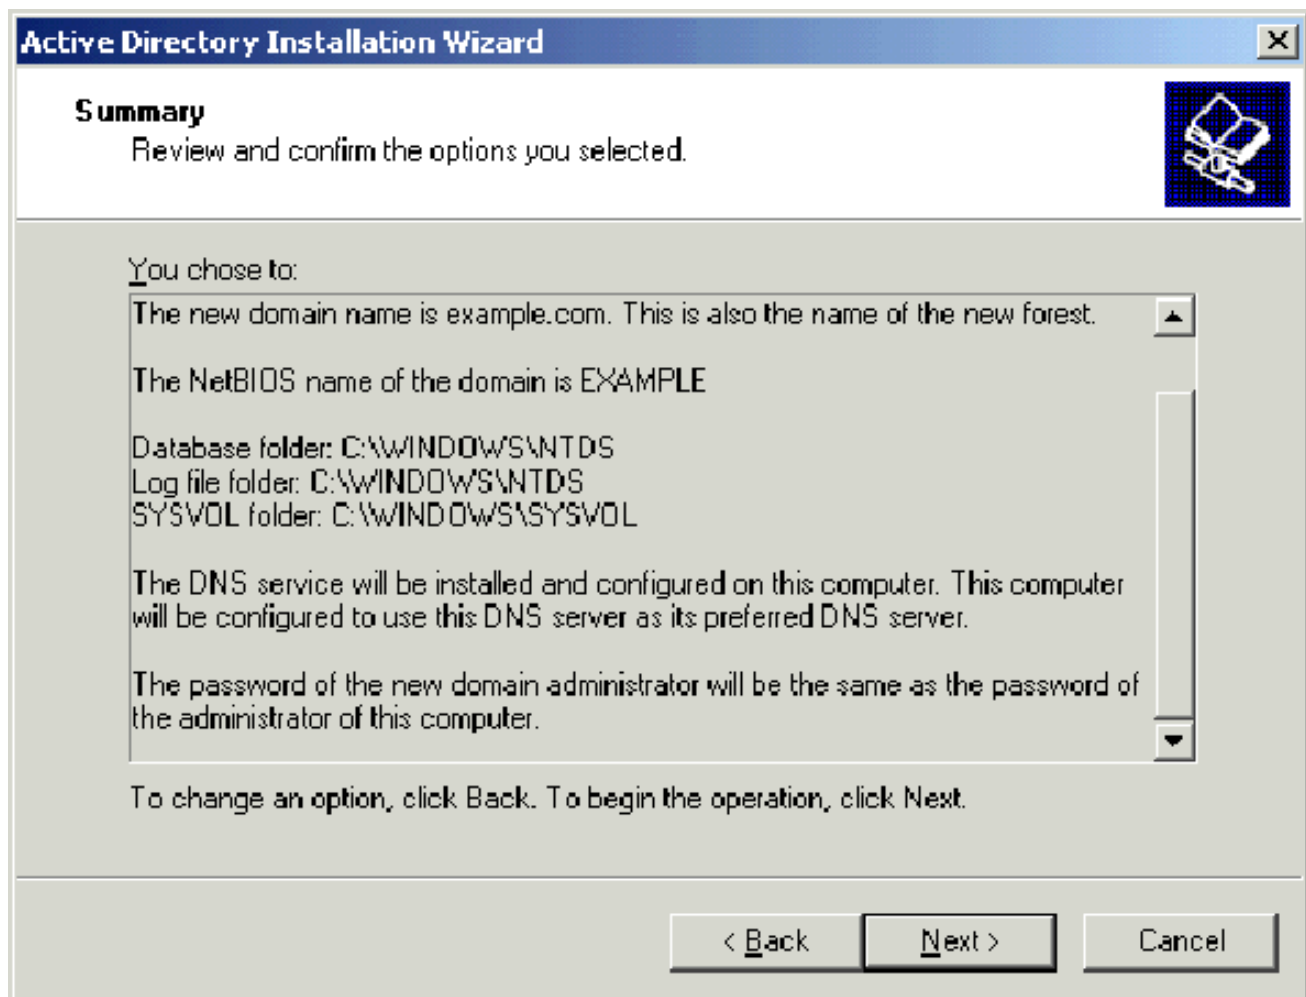 Active Directory Installation Wizard
Summary
Review and confirm the options you selected.
You chose to:
The new domain name is example.com. This is also the name of the new forest.
The NetBIOS name of the domain is EXAMPLE
Database folder: C:\WINDOWS\NTDS
Log file folder: C:\WINDOWS\NTDS
SYSVOL folder: C:\WINDOWS\SYSVOL
The DNS service will be installed and configured on this computer. This computer
will be configured to use this DNS server as its preferred DNS server.
The password of the new domain administrator will be the same as the password of
the administrator of this computer.
To change an option, click Back. To begin the operation, click Next.
< Back
Next >
Cancel